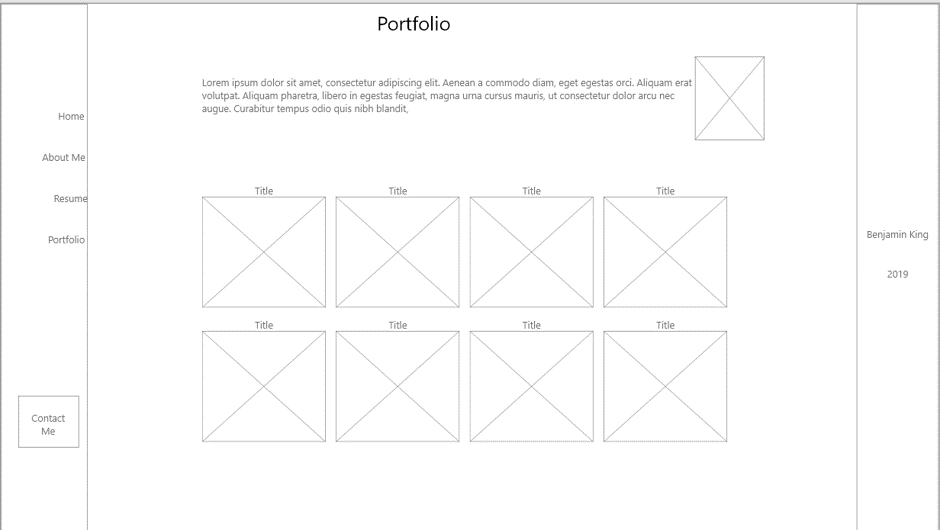 Portfolio
Lorem ipsum dolor sit amet, consectetur adipiscing elit. Aenean a commodo diam, eget egestas orci. Aliquam erat
volutpat. Aliquam pharetra, libero in egestas feugiat, magna urna cursus mauris, ut consectetur dolor arcu nec
augue. Curabitur tempus odio quis nibh blandit,
Home
About Me
Resume
Portfolio
Contact
Me
Title
Title
Title
Title
Title
Title
Title
Title
Benjamin King
2019